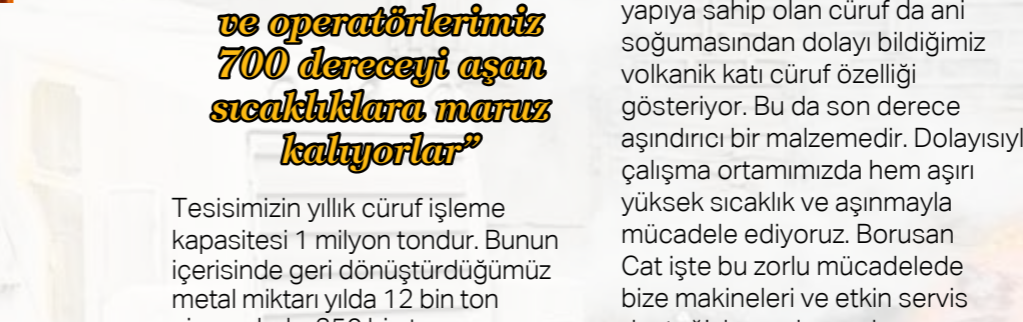 ve operatörlerimiz
700 dereceyi aşan
sıcaklıklara maruz
kalıyorlar”
Tesisimizin yıllık cüruf işleme
kapasitesi 1 milyon tondur. Bunun
içerisinde geri dönüştürdüğümüz
metal miktarı yılda 12 bin ton
yapıya sahip olan cüruf da ani
soğumasından dolayı bildiğimiz
volkanik katı cüruf özelliği
gösteriyor. Bu da son derece
aşındırıcı bir malzemedir. Dolayısıyl
çalışma ortamımızda hem aşırı
yüksek sıcaklık ve aşınmayla
mücadele ediyoruz. Borusan
Cat işte bu zorlu mücadelede
bize makineleri ve etkin servis